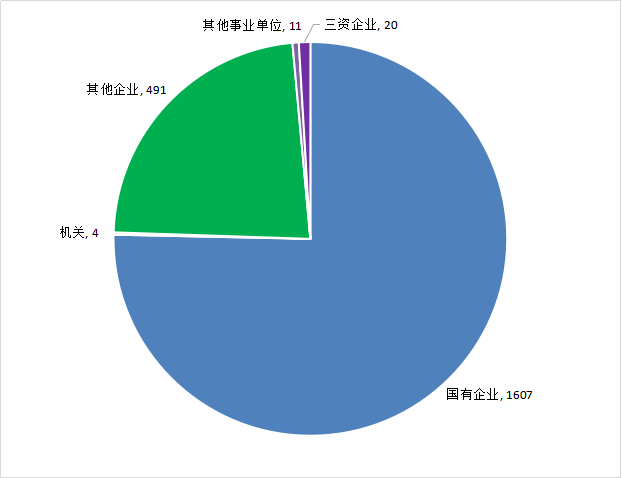 其他事业单位, 11
三资企业, 20
其他企业, 491
机关, 4
国有企业, 1607